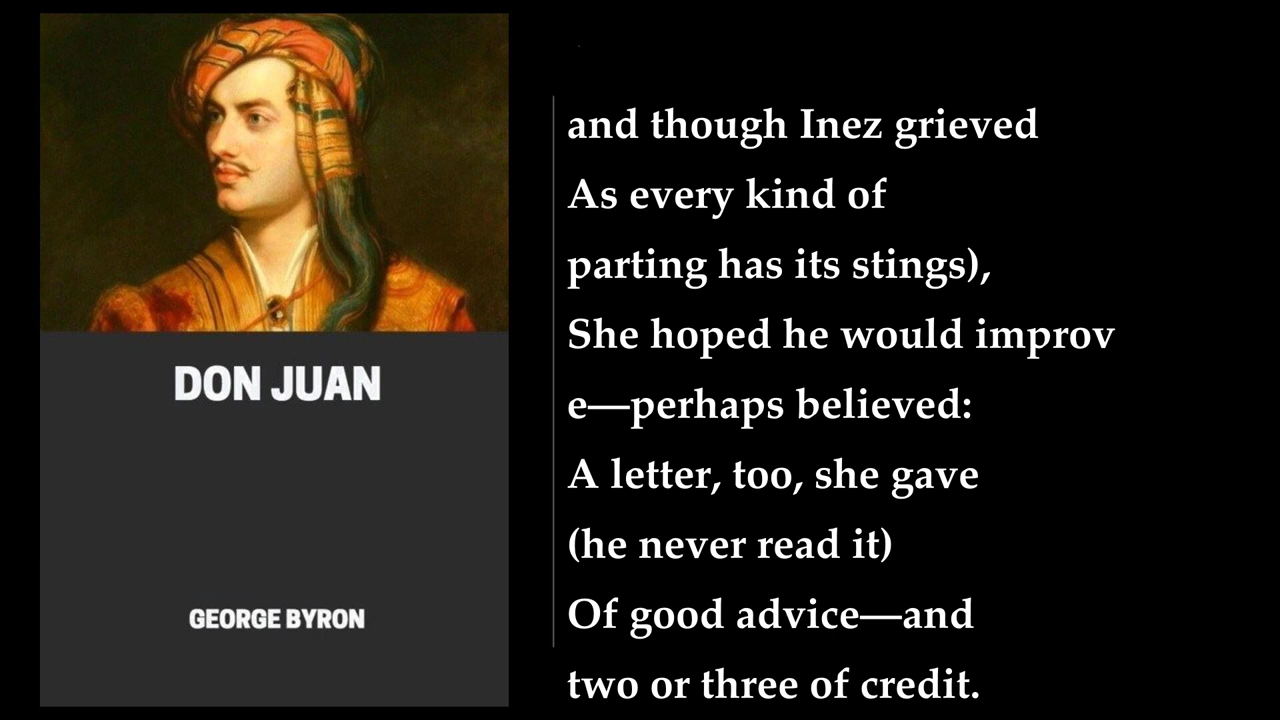 DON JUAN
GEORGE BYRON
and though Inez grieved
As every kind of
parting has its stings),
She hoped he would improv
e—perhaps believed:
A letter, too, she gave
(he never read it)
Of good advice—and
two or three of credit.